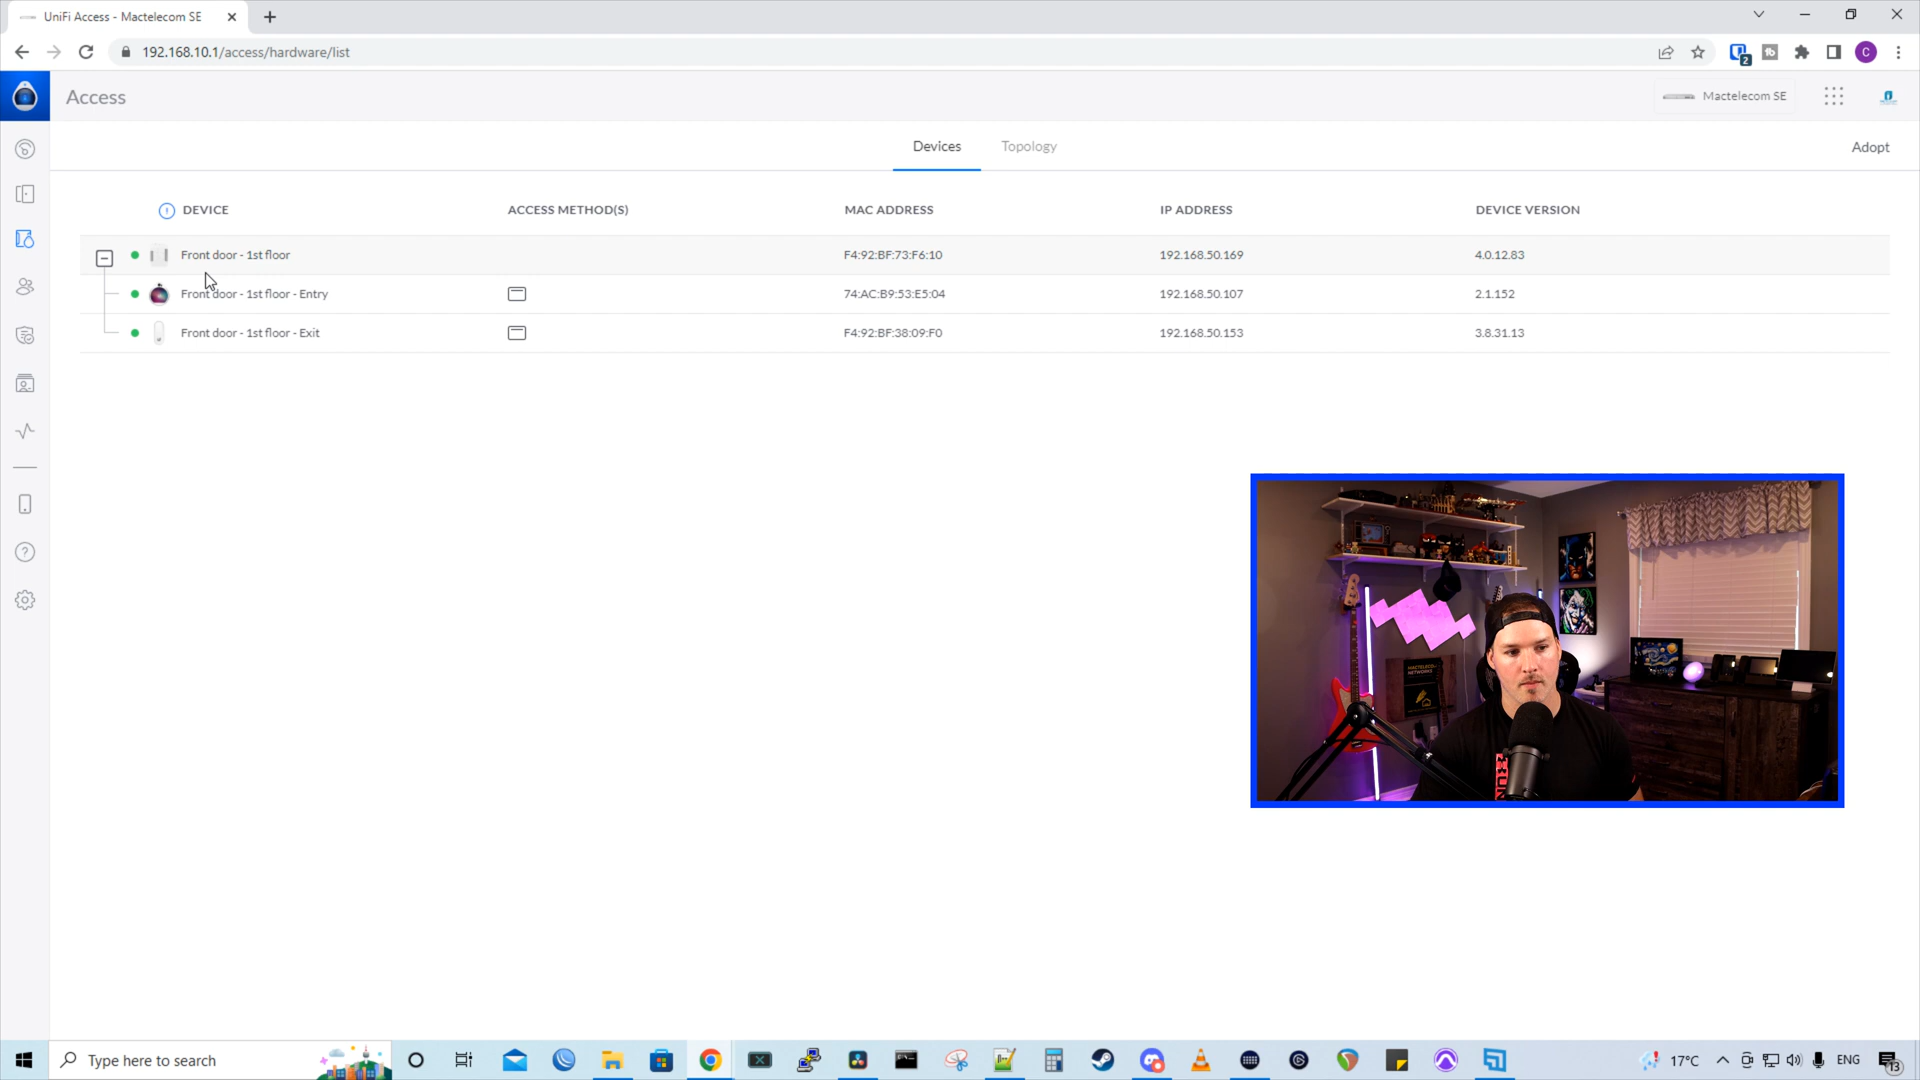 UniFi Access - Mactelecom SE
192.168.10.1/access/hardware/list
2
C
Access
Mactelecom SE
Devices
Topology
Adopt
DEVICE
ACCESS METHOD(S)
MAC ADDRESS
IP ADDRESS
DEVICE VERSION
Front door - 1st floor
F4:92:BF:73:F6:10
192.168.50.169
4.0.12.83
Front door - 1st floor - Entry
74:AC:B9:53:E5:04
192.168.50.107
2.1.152
Front door - 1st floor - Exit
F4:92:BF:38:09:F0
192.168.50.153
3.8.31.13
NETWORKS
Type here to search
17°C
ENG
13